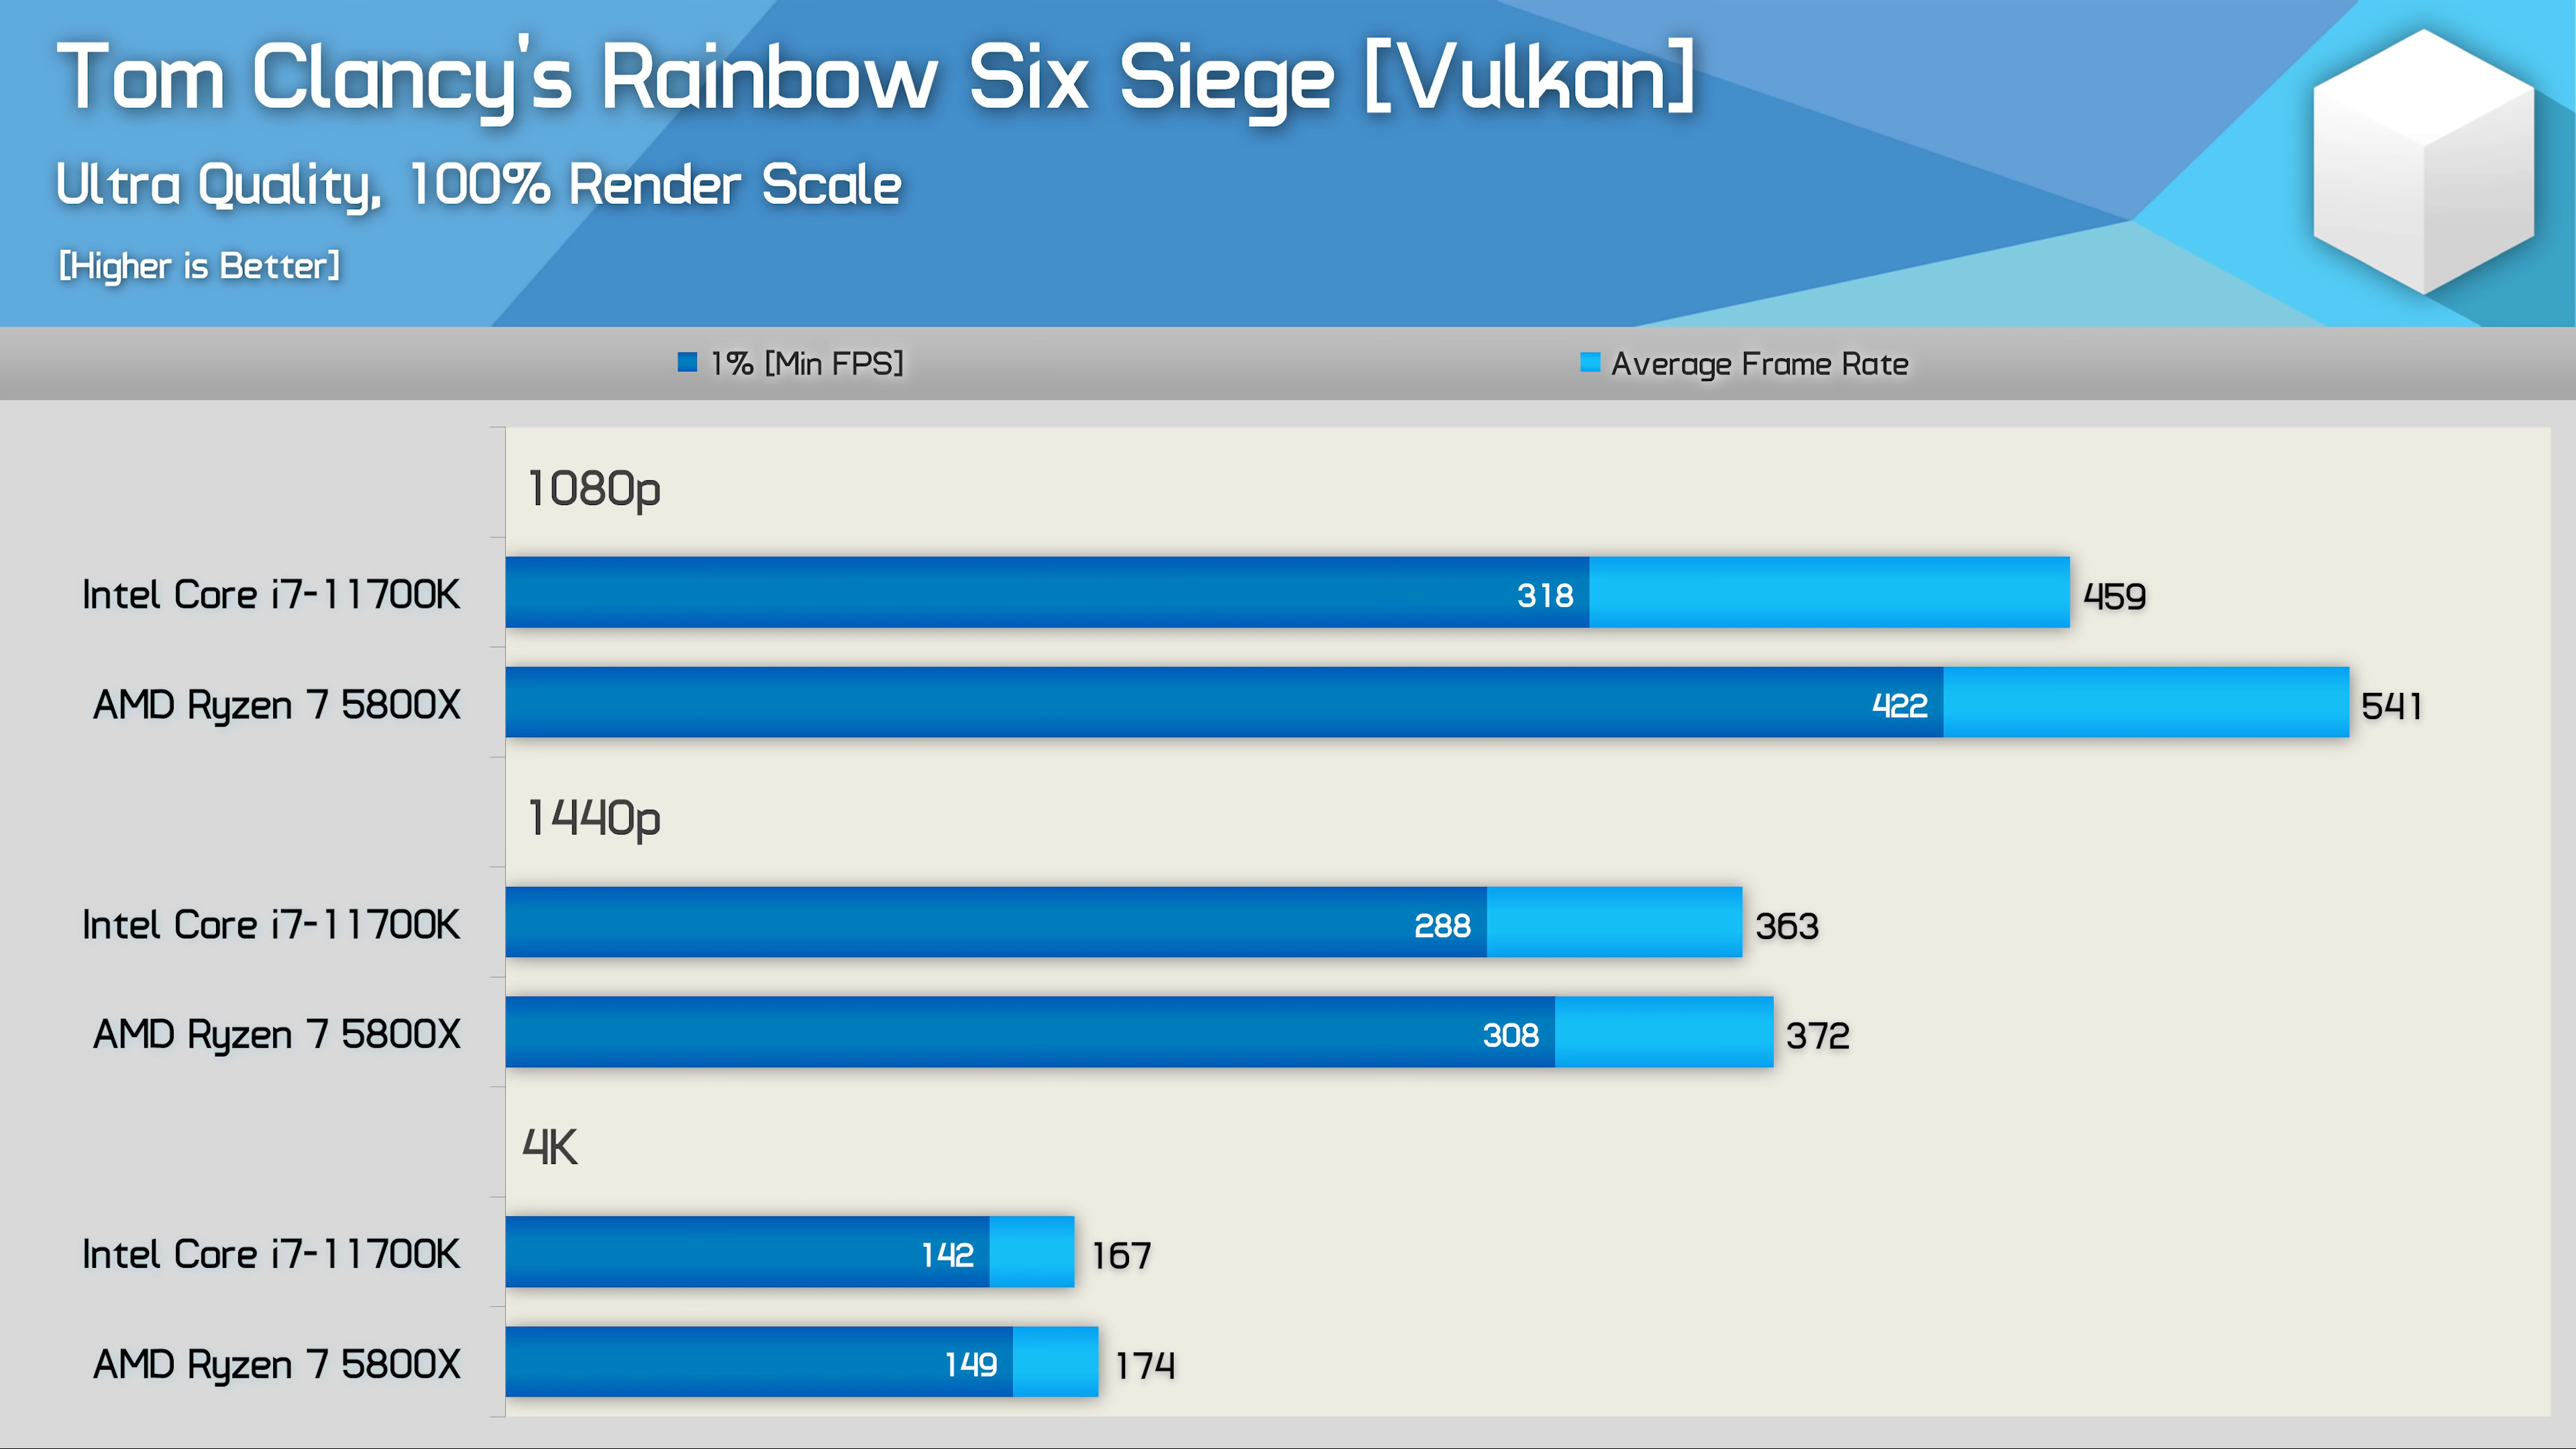 Tom Clancy's Rainbow Six Siege [Vulkan]
Ultra Quality, 100% Render Scale
[Higher is Better]
1% [Min FPS] Average Frame Rate
1080p
Intel Core i7-11700K 318 459
AMD Ryzen 7 5800X 422 541
1440p
Intel Core i7-11700K 288 363
AMD Ryzen 7 5800X 308 372
4K
Intel Core i7-11700K 142 167
AMD Ryzen 7 5800X 149 174